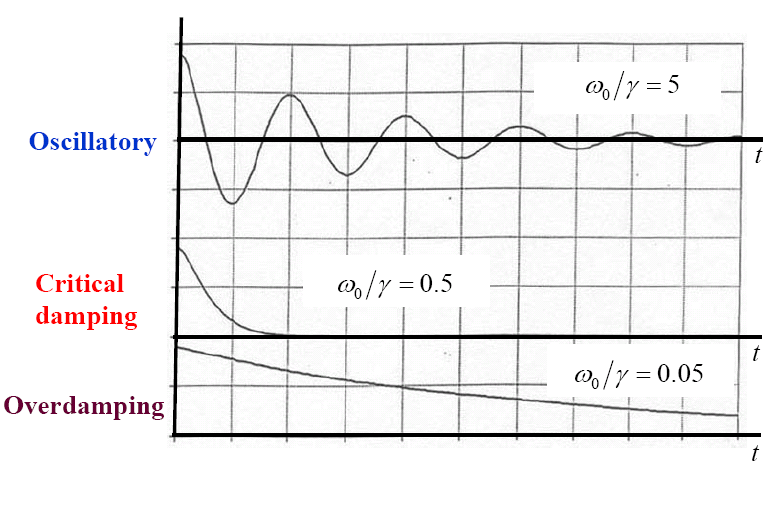 ω₀/γ = 5
Oscillatory
t
Critical
damping
ω₀/γ = 0.5
t
ω₀/γ = 0.05
Overdamping
t